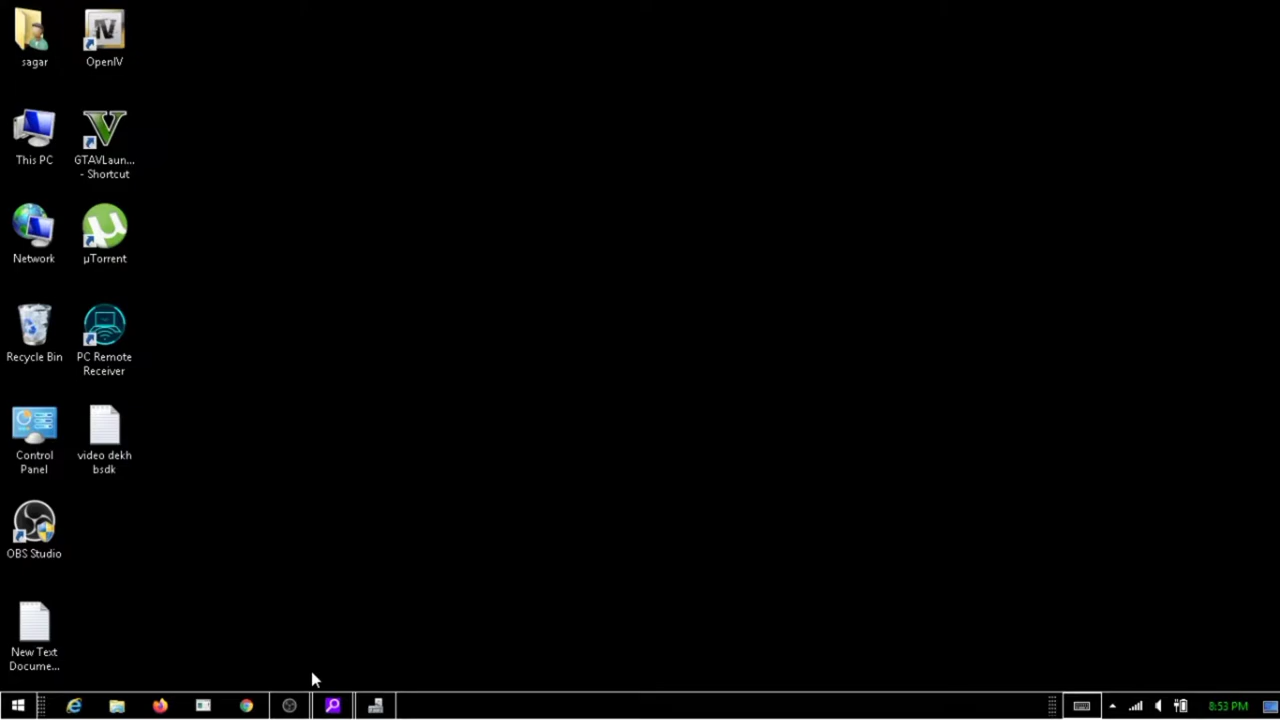 sagar
OpenIV
This PC
GTAVLaun...
- Shortcut
Network
µTorrent
Recycle Bin
PC Remote
Receiver
Control
Panel
video dekh
bsdk
OBS Studio
New Text
Docume...
8:53 PM